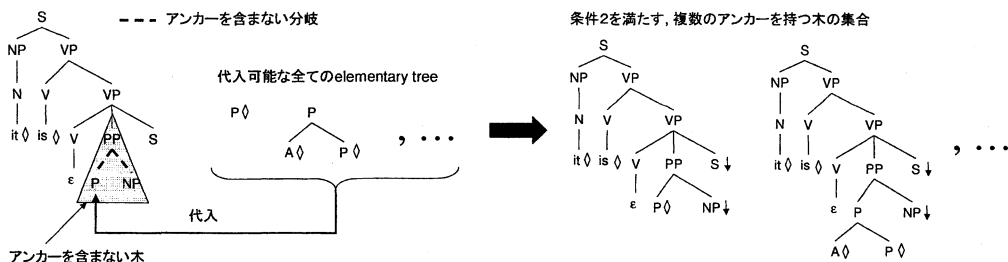 S
アンカーを含まない分岐
NP VP
N V VP
it◊ is◊ V PP S
ε P NP
アンカーを含まない木
代入可能な全てのelementary tree
P◊ P , ...
A◊ P◊
代入
条件2を満たす, 複数のアンカーを持つ木の集合
S
NP VP
N V VP
it◊ is◊ V PP S↓
ε P◊ NP↓
S
NP VP
N V VP
it◊ is◊ V PP S↓
ε P NP↓
A◊ P◊
, ...